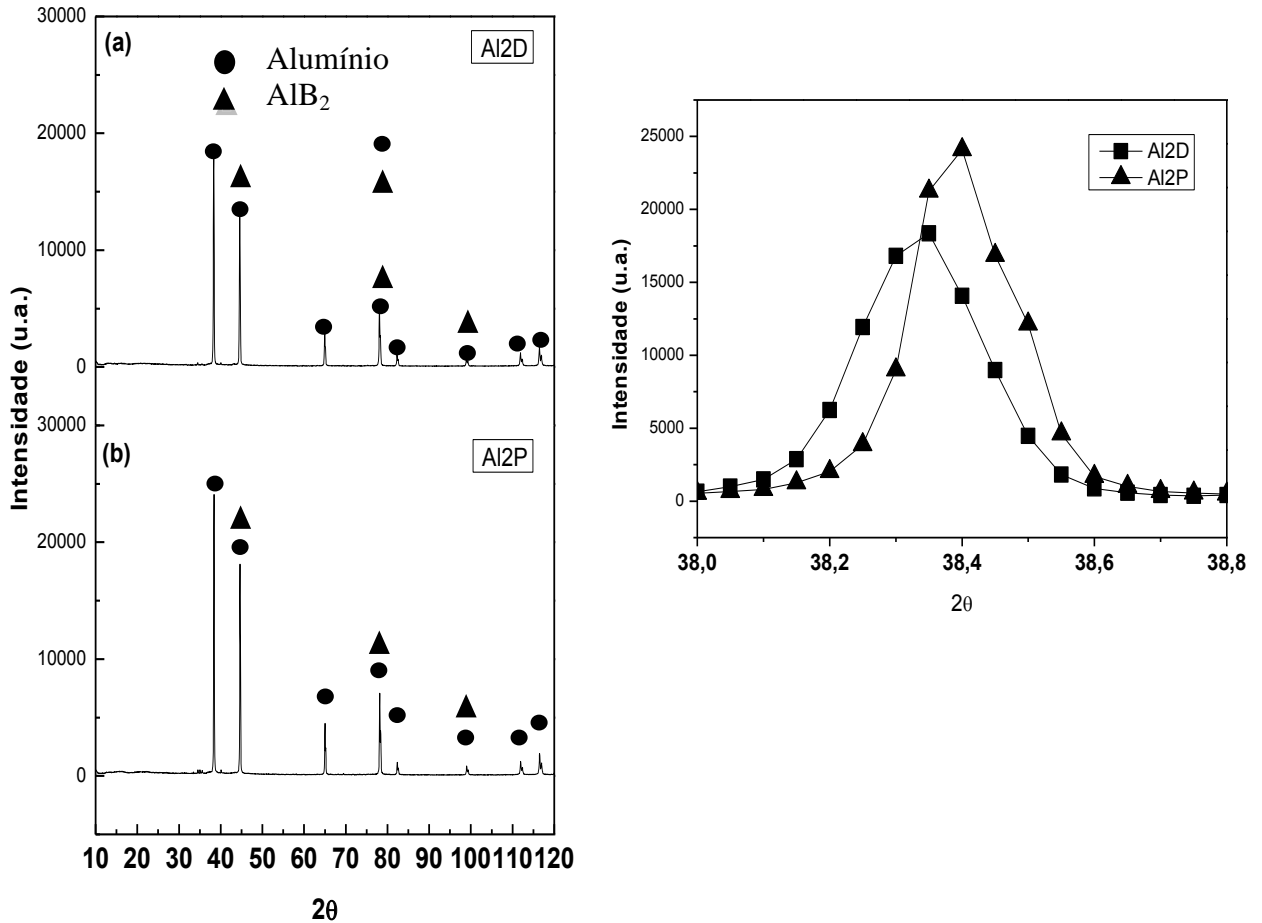 30000
(a)
Al2D
Alumínio
AlB2
20000
10000
0
30000
(b)
Al2P
20000
10000
0
Intensidade (u.a.)
10 20 30 40 50 60 70 80 90 100 110 120
2θ
25000
20000
15000
10000
5000
0
Al2D
Al2P
Intensidade (u.a.)
38,0 38,2 38,4 38,6 38,8
2θ